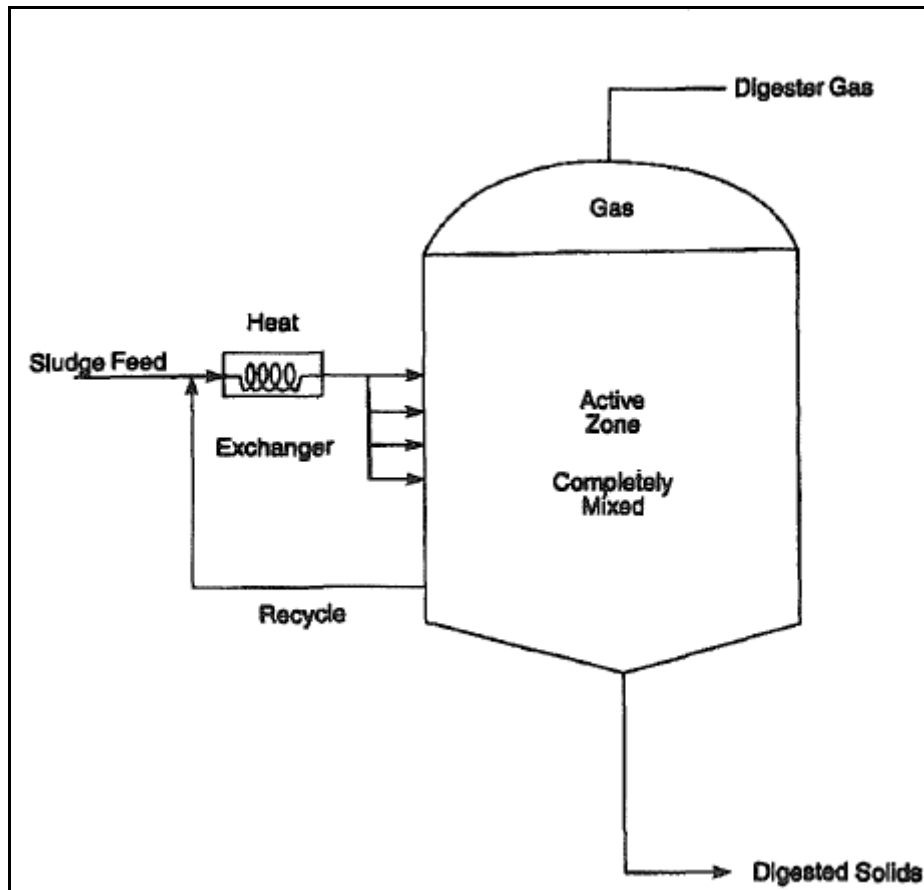 Digester Gas
Gas
Heat
Sludge Feed
Exchanger
Active
Zone
Completely
Mixed
Recycle
Digested Solids